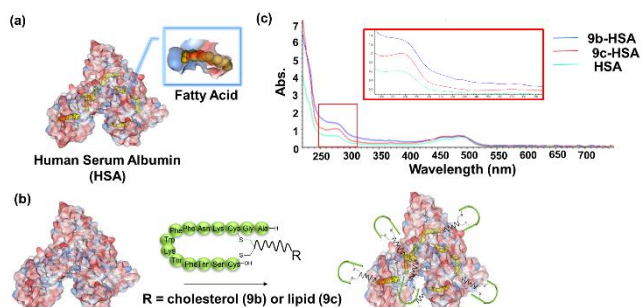 (a)
Fatty Acid
Human Serum Albumin
(HSA)
(b)
Phe Phe Asn Lys Cys Gly Ala H
Trp
Lys
Thr
Phe Thr Ser Cys OH
S
S
R
R = cholesterol (9b) or lipid (9c)
(c)
Abs.
7
6
5
4
3
2
1
0
9b-HSA
9c-HSA
HSA
250 300 350 400 450 500 550 600 650 700
Wavelength (nm)